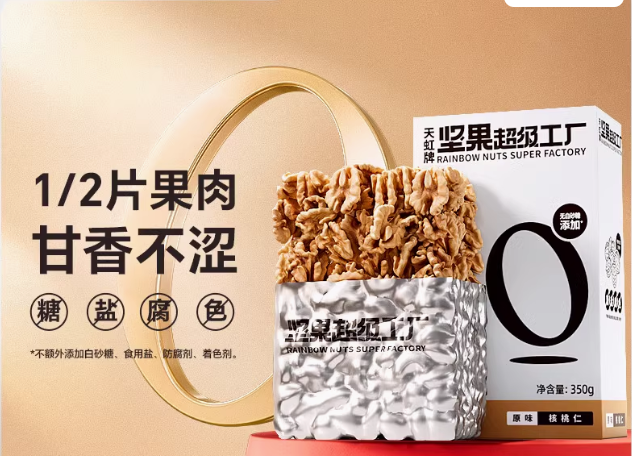 1/2片果肉
甘香不涩
糖 盐 腐 色
*不额外添加白砂糖、食用盐、防腐剂、着色剂。
坚果超级工厂
RAINBOW NUTS SUPER FACTORY
天虹牌
坚果超级工厂
RAINBOW NUTS SUPER FACTORY
无白砂糖
添加*
0
净含量: 350g
原味 核桃仁